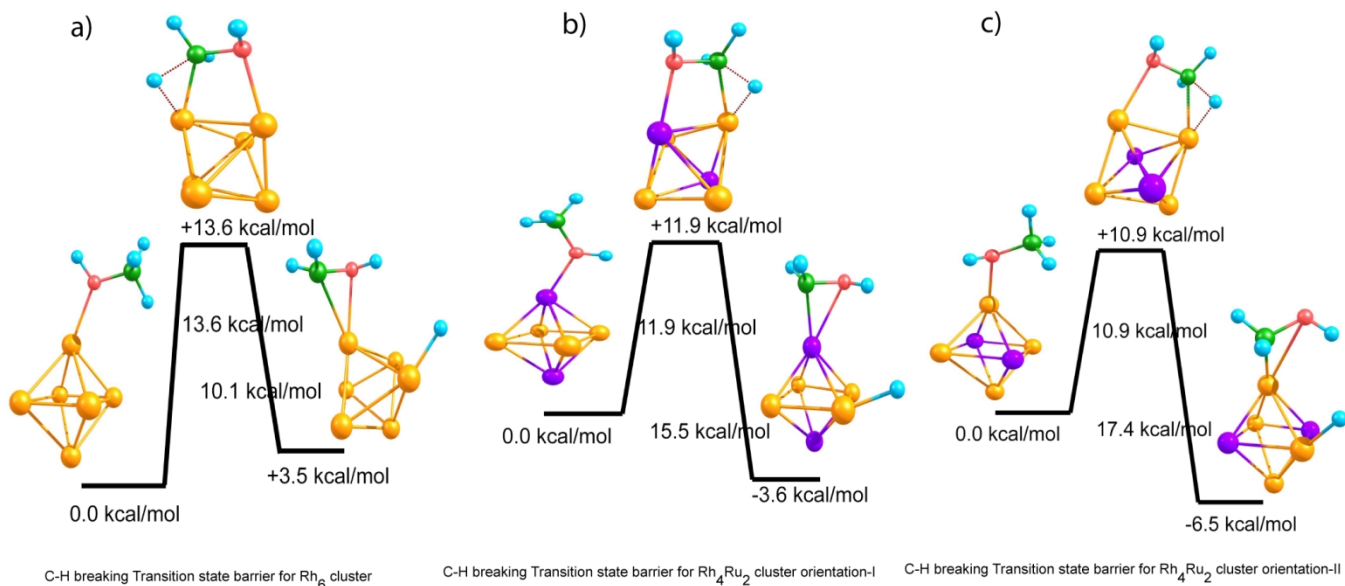 a)
+13.6 kcal/mol
13.6 kcal/mol
10.1 kcal/mol
0.0 kcal/mol
+3.5 kcal/mol
C-H breaking Transition state barrier for Rh6 cluster
b)
+11.9 kcal/mol
11.9 kcal/mol
0.0 kcal/mol
15.5 kcal/mol
-3.6 kcal/mol
C-H breaking Transition state barrier for Rh4Ru2 cluster orientation-I
c)
+10.9 kcal/mol
10.9 kcal/mol
0.0 kcal/mol
17.4 kcal/mol
-6.5 kcal/mol
C-H breaking Transition state barrier for Rh4Ru2 cluster orientation-II